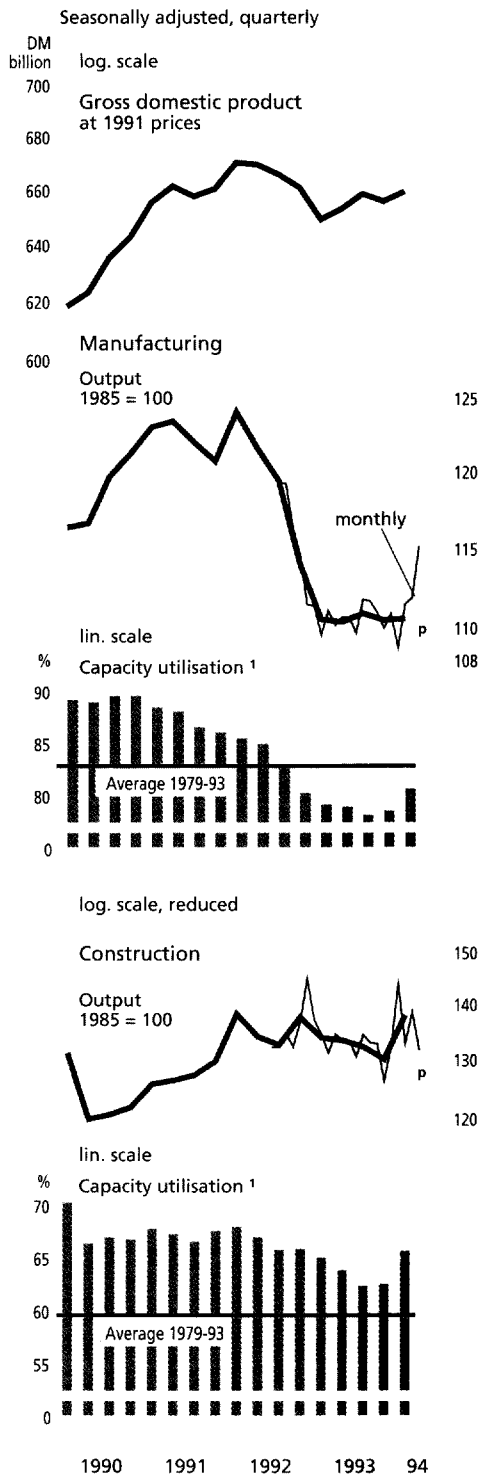 Seasonally adjusted, quarterly
DM
billion
log. scale
700
Gross domestic product
at 1991 prices
680
660
640
620
600
Manufacturing
Output
1985 = 100
125
120
monthly
115
p
110
lin. scale
108
%
Capacity utilisation 1
90
85
Average 1979-93
80
0
log. scale, reduced
Construction
150
Output
1985 = 100
140
130
p
120
lin. scale
%
Capacity utilisation 1
70
65
60
Average 1979-93
55
0
1990 1991 1992 1993 94